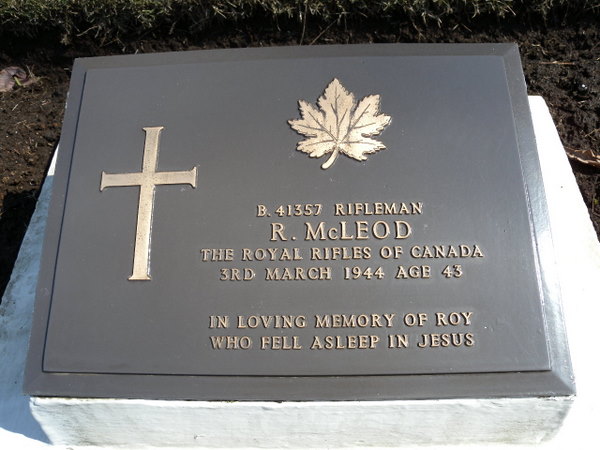 B. 41357 RIFLEMAN
R. McLEOD
THE ROYAL RIFLES OF CANADA
3RD MARCH 1944 AGE 43
IN LOVING MEMORY OF ROY
WHO FELL ASLEEP IN JESUS